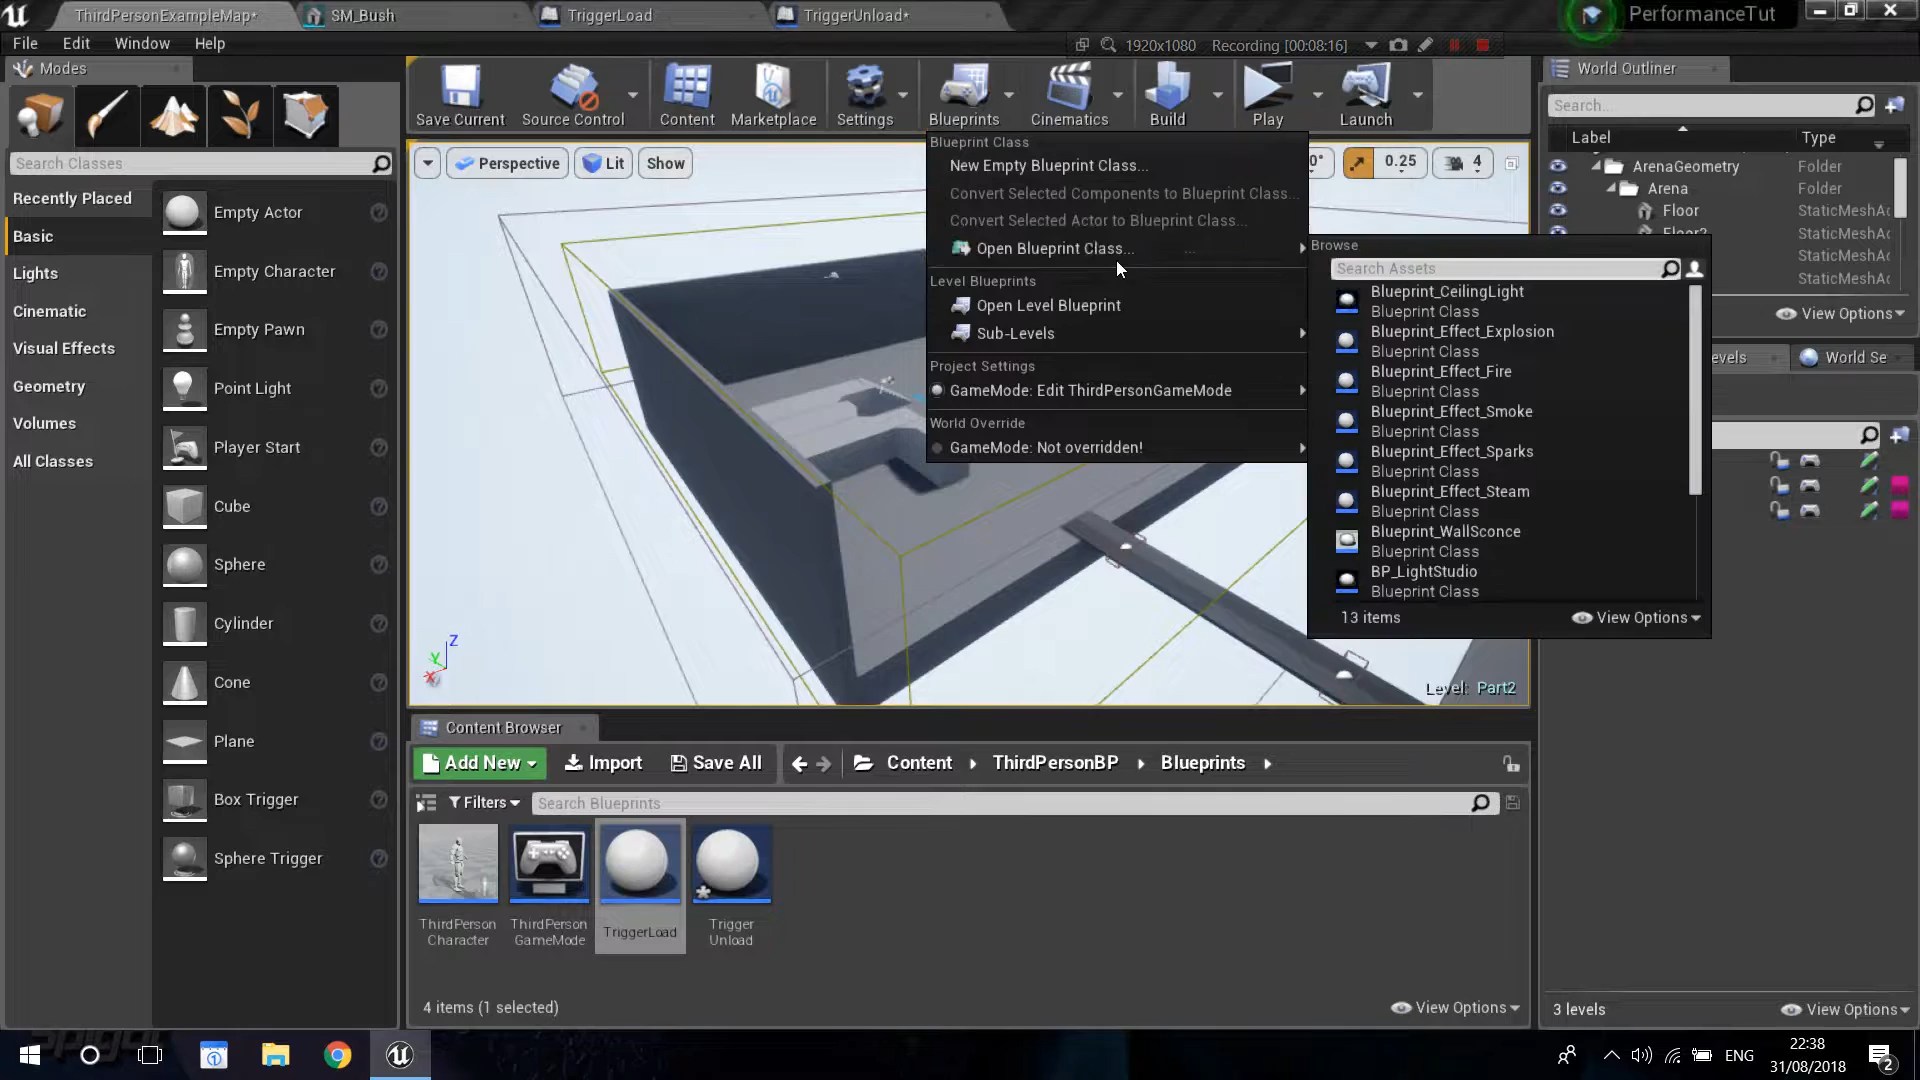 ThirdPersonExampleMap*
SM_Bush
TriggerLoad
TriggerUnload*
PerformanceTut
File
Edit
Window
Help
1920x1080
Recording [00:08:16]
Modes
Save Current
Source Control
Content
Marketplace
Settings
Blueprints
Cinematics
Build
Play
Launch
World Outliner
Search...
Label
Type
ArenaGeometry
Folder
Arena
Folder
Floor
StaticMeshAc
Floor2
StaticMeshAc
StaticMeshAc
StaticMeshAc
View Options
evels
World Se
Search Classes
Recently Placed
Basic
Lights
Cinematic
Visual Effects
Geometry
Volumes
All Classes
Empty Actor
Empty Character
Empty Pawn
Point Light
Player Start
Cube
Sphere
Cylinder
Cone
Plane
Box Trigger
Sphere Trigger
Perspective
Lit
Show
0°
0.25
4
Blueprint Class
New Empty Blueprint Class...
Convert Selected Components to Blueprint Class...
Convert Selected Actor to Blueprint Class...
Open Blueprint Class...
...
Level Blueprints
Open Level Blueprint
Sub-Levels
Project Settings
GameMode: Edit ThirdPersonGameMode
World Override
GameMode: Not overridden!
Browse
Search Assets
Blueprint_CeilingLight
Blueprint Class
Blueprint_Effect_Explosion
Blueprint Class
Blueprint_Effect_Fire
Blueprint Class
Blueprint_Effect_Smoke
Blueprint Class
Blueprint_Effect_Sparks
Blueprint Class
Blueprint_Effect_Steam
Blueprint Class
Blueprint_WallSconce
Blueprint Class
BP_LightStudio
Blueprint Class
13 items
View Options
Z
Y
X
Level: Part2
Content Browser
Add New
Import
Save All
Content
ThirdPersonBP
Blueprints
Filters
Search Blueprints
ThirdPerson
Character
ThirdPerson
GameMode
TriggerLoad
Trigger
Unload
4 items (1 selected)
View Options
3 levels
View Options
ENG
22:38
31/08/2018
2